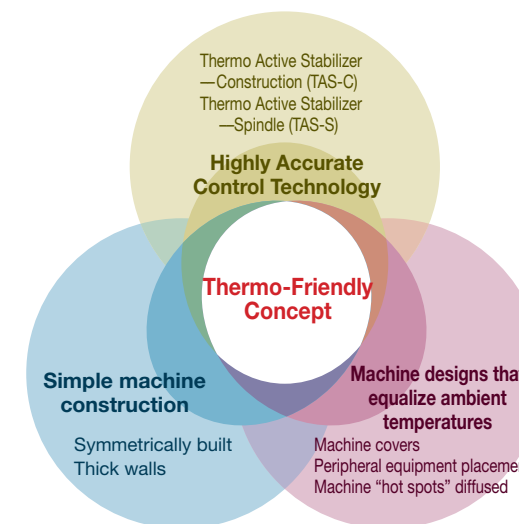 Thermo Active Stabilizer
—Construction (TAS-C)
Thermo Active Stabilizer
—Spindle (TAS-S)
Highly Accurate
Control Technology
Thermo-Friendly
Concept
Simple machine
construction
Symmetrically built
Thick walls
Machine designs tha
equalize ambient
temperatures
Machine covers
Peripheral equipment placeme
Machine “hot spots” diffused